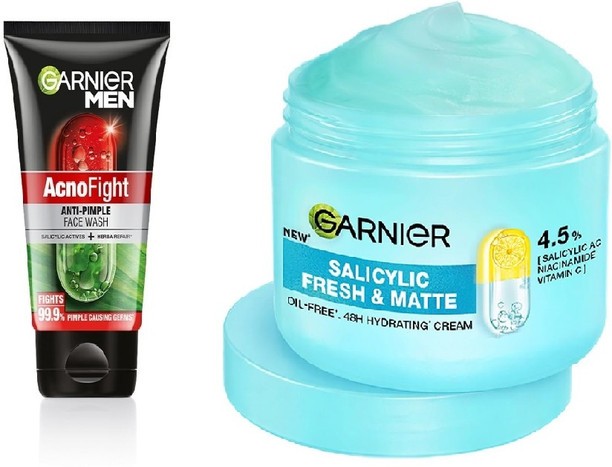 GARNIER
MEN
AcnoFight
ANTI-PIMPLE
FACE WASH
SALICYLIC ACTIVES + HERBA REPAIR
FIGHTS
99.9% PIMPLE CAUSING GERMS*
NEW* GARNIER
SALICYLIC
FRESH & MATTE
OIL-FREE*- 48H HYDRATING* CREAM
4.5%
[ SALICYLIC AC
NIACINAMIDE
VITAMIN C ]